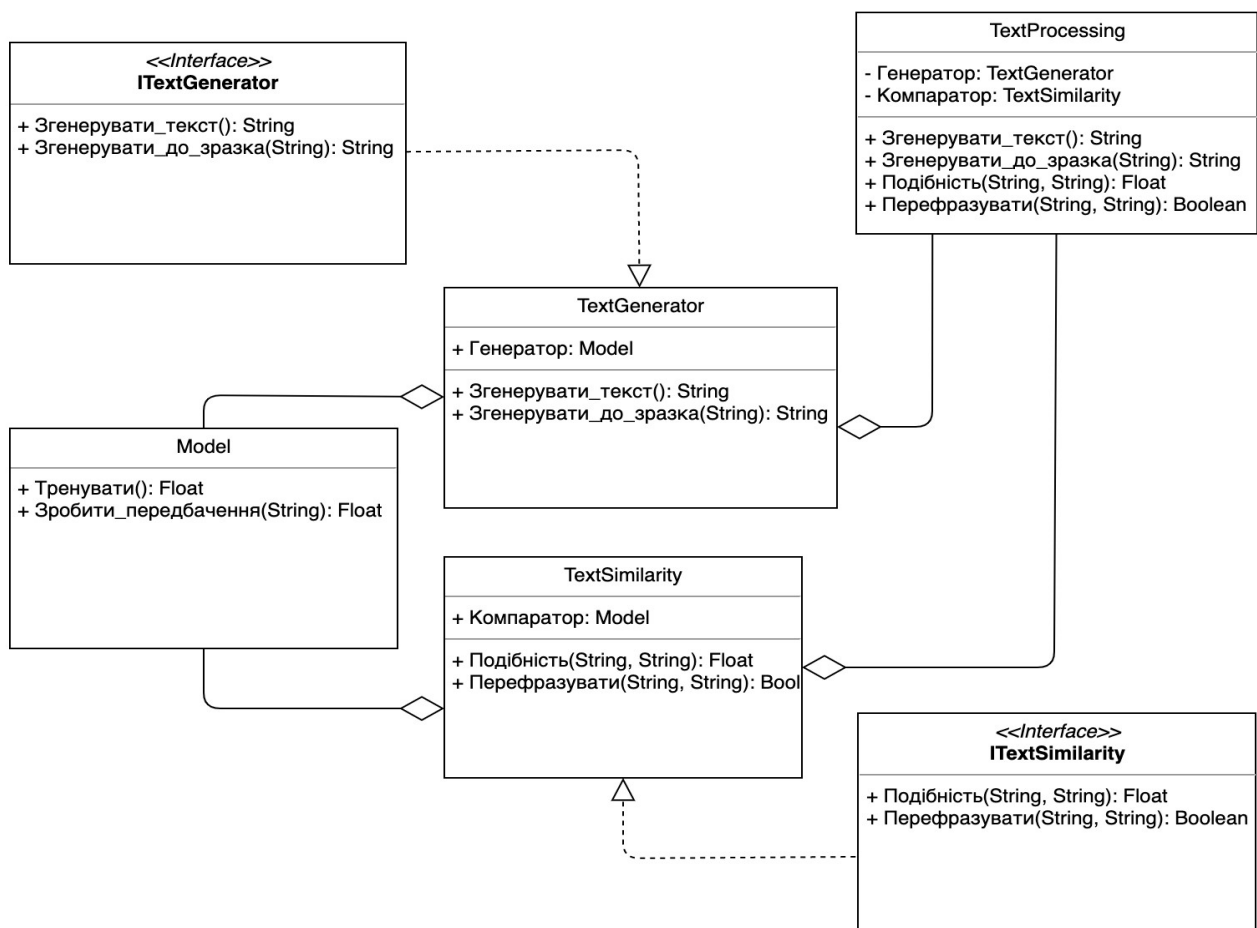 <<Interface>>
ITextGenerator
+ Згенерувати_текст(): String
+ Згенерувати_до_зразка(String): String
TextProcessing
- Генератор: TextGenerator
- Компаратор: TextSimilarity
+ Згенерувати_текст(): String
+ Згенерувати_до_зразка(String): String
+ Подібність(String, String): Float
+ Перефразувати(String, String): Boolean
TextGenerator
+ Генератор: Model
+ Згенерувати_текст(): String
+ Згенерувати_до_зразка(String): String
Model
+ Тренувати(): Float
+ Зробити_передбачення(String): Float
TextSimilarity
+ Компаратор: Model
+ Подібність(String, String): Float
+ Перефразувати(String, String): Bool
<<Interface>>
ITextSimilarity
+ Подібність(String, String): Float
+ Перефразувати(String, String): Boolean